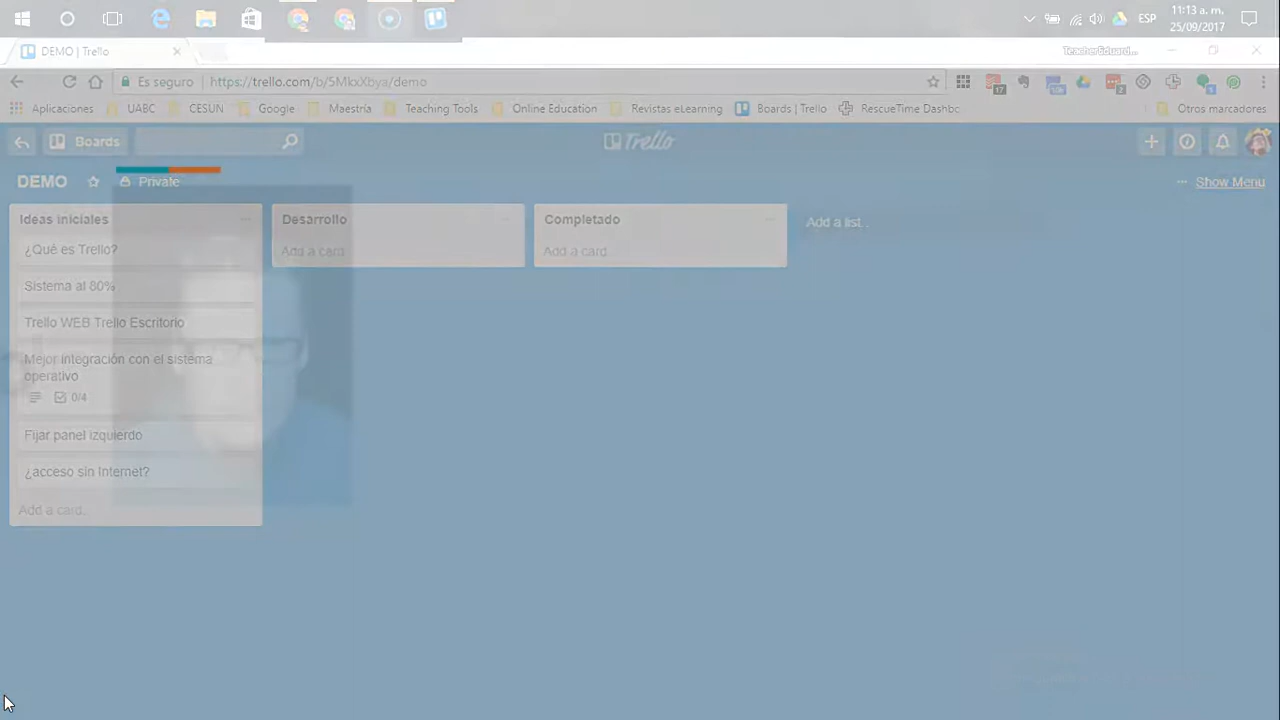 11:13 a. m.
ESP
25/09/2017
DEMO | Trello
TeacherEduard...
Es seguro
https://trello.com/b/5MkxXbya/demo
Aplicaciones
UABC
CESUN
Google
Maestría
Teaching Tools
Online Education
Revistas eLearning
Boards | Trello
RescueTime Dashbc
Otros marcadores
Boards
Trello
DEMO
Private
Show Menu
Ideas iniciales
¿Qué es Trello?
Sistema al 80%
Trello WEB Trello Escritorio
Mejor integración con el sistema
operativo
0/4
Fijar panel izquierdo
¿acceso sin Internet?
Add a card...
Desarrollo
Add a card...
Completado
Add a card...
Add a list...